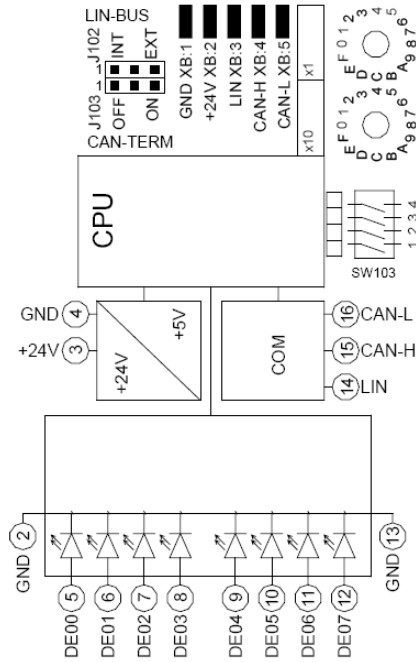 LIN-BUS
J102
1
INT
EXT
J103
1
OFF
ON
CAN-TERM
GND XB:1
+24V XB:2
LIN XB:3
CAN-H XB:4
CAN-L XB:5
x1
x10
F 0 1 2 3 4 5 6 7 8 9 A B C D E
F 0 1 2 3 4 5 6 7 8 9 A B C D E
CPU
SW103
1 2 3 4
GND 4
+24V 3
+24V
+5V
COM
16 CAN-L
15 CAN-H
14 LIN
GND 2
13 GND
DE00 5
DE01 6
DE02 7
DE03 8
DE04 9
DE05 10
DE06 11
DE07 12